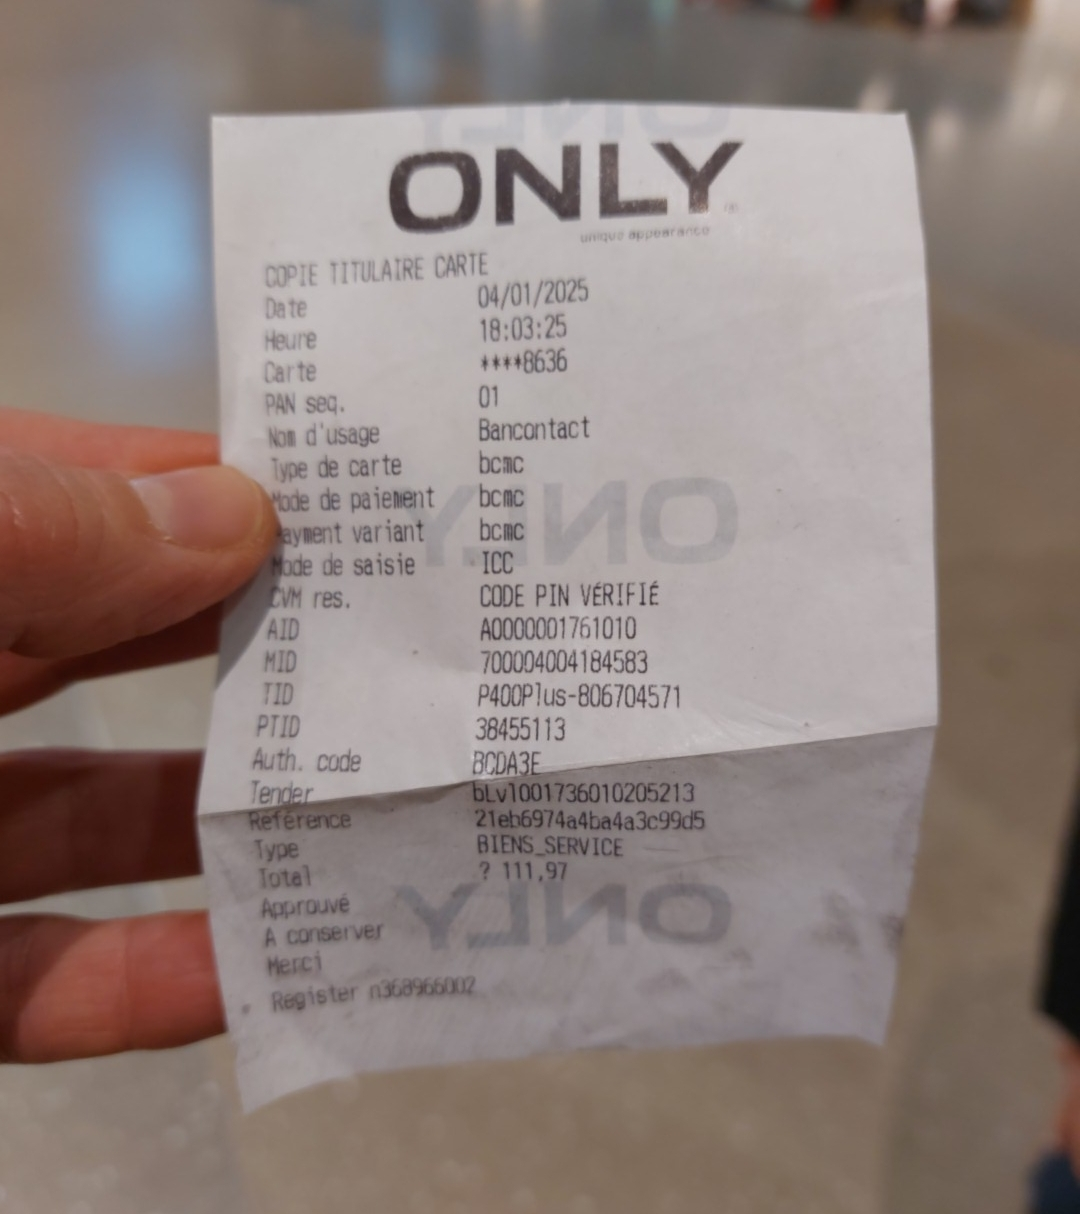 ONLY
unique appearance
COPIE TITULAIRE CARTE
Date 04/01/2025
Heure 18:03:25
Carte ****8636
PAN seq. 01
Nom d'usage Bancontact
Type de carte bcmc
Mode de paiement bcmc
Payment variant bcmc
Mode de saisie ICC
CVM res. CODE PIN VÉRIFIÉ
AID A0000001761010
MID 700004004184583
TID P400Plus-806704571
PTID 38455113
Auth. code BCDA3E
Tender bLvl001736010205213
Référence 21eb6974a4ba4a3c99d5
Type BIENS_SERVICE
Total ? 111,97
Approuvé
A conserver
Merci
Register n368966002